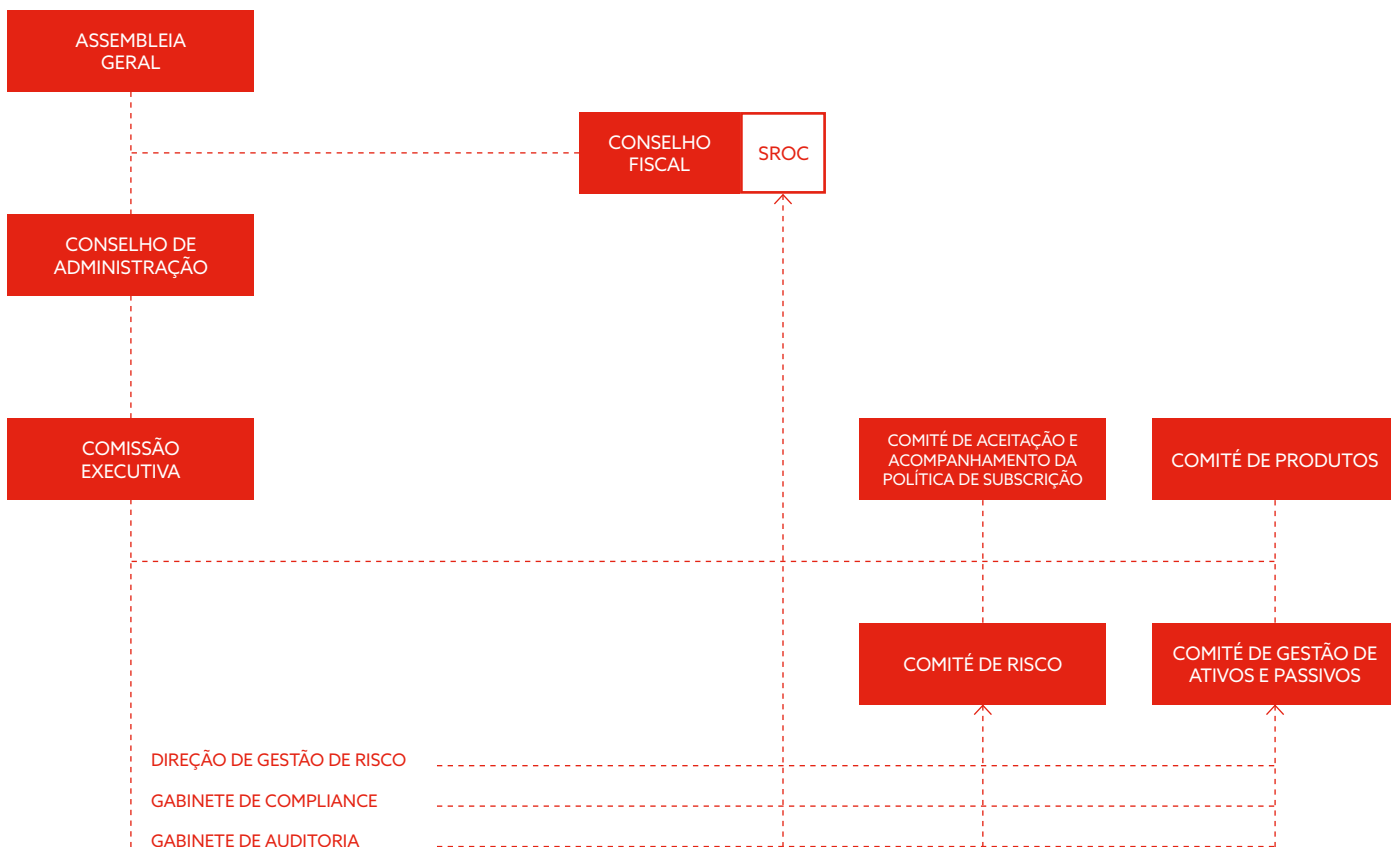 ASSEMBLEIA
GERAL
CONSELHO
FISCAL
SROC
CONSELHO DE
ADMINISTRAÇÃO
COMISSÃO
EXECUTIVA
COMITÉ DE ACEITAÇÃO E
ACOMPANHAMENTO DA
POLÍTICA DE SUBSCRIÇÃO
COMITÉ DE PRODUTOS
COMITÉ DE RISCO
COMITÉ DE GESTÃO DE
ATIVOS E PASSIVOS
DIREÇÃO DE GESTÃO DE RISCO
GABINETE DE COMPLIANCE
GABINETE DE AUDITORIA